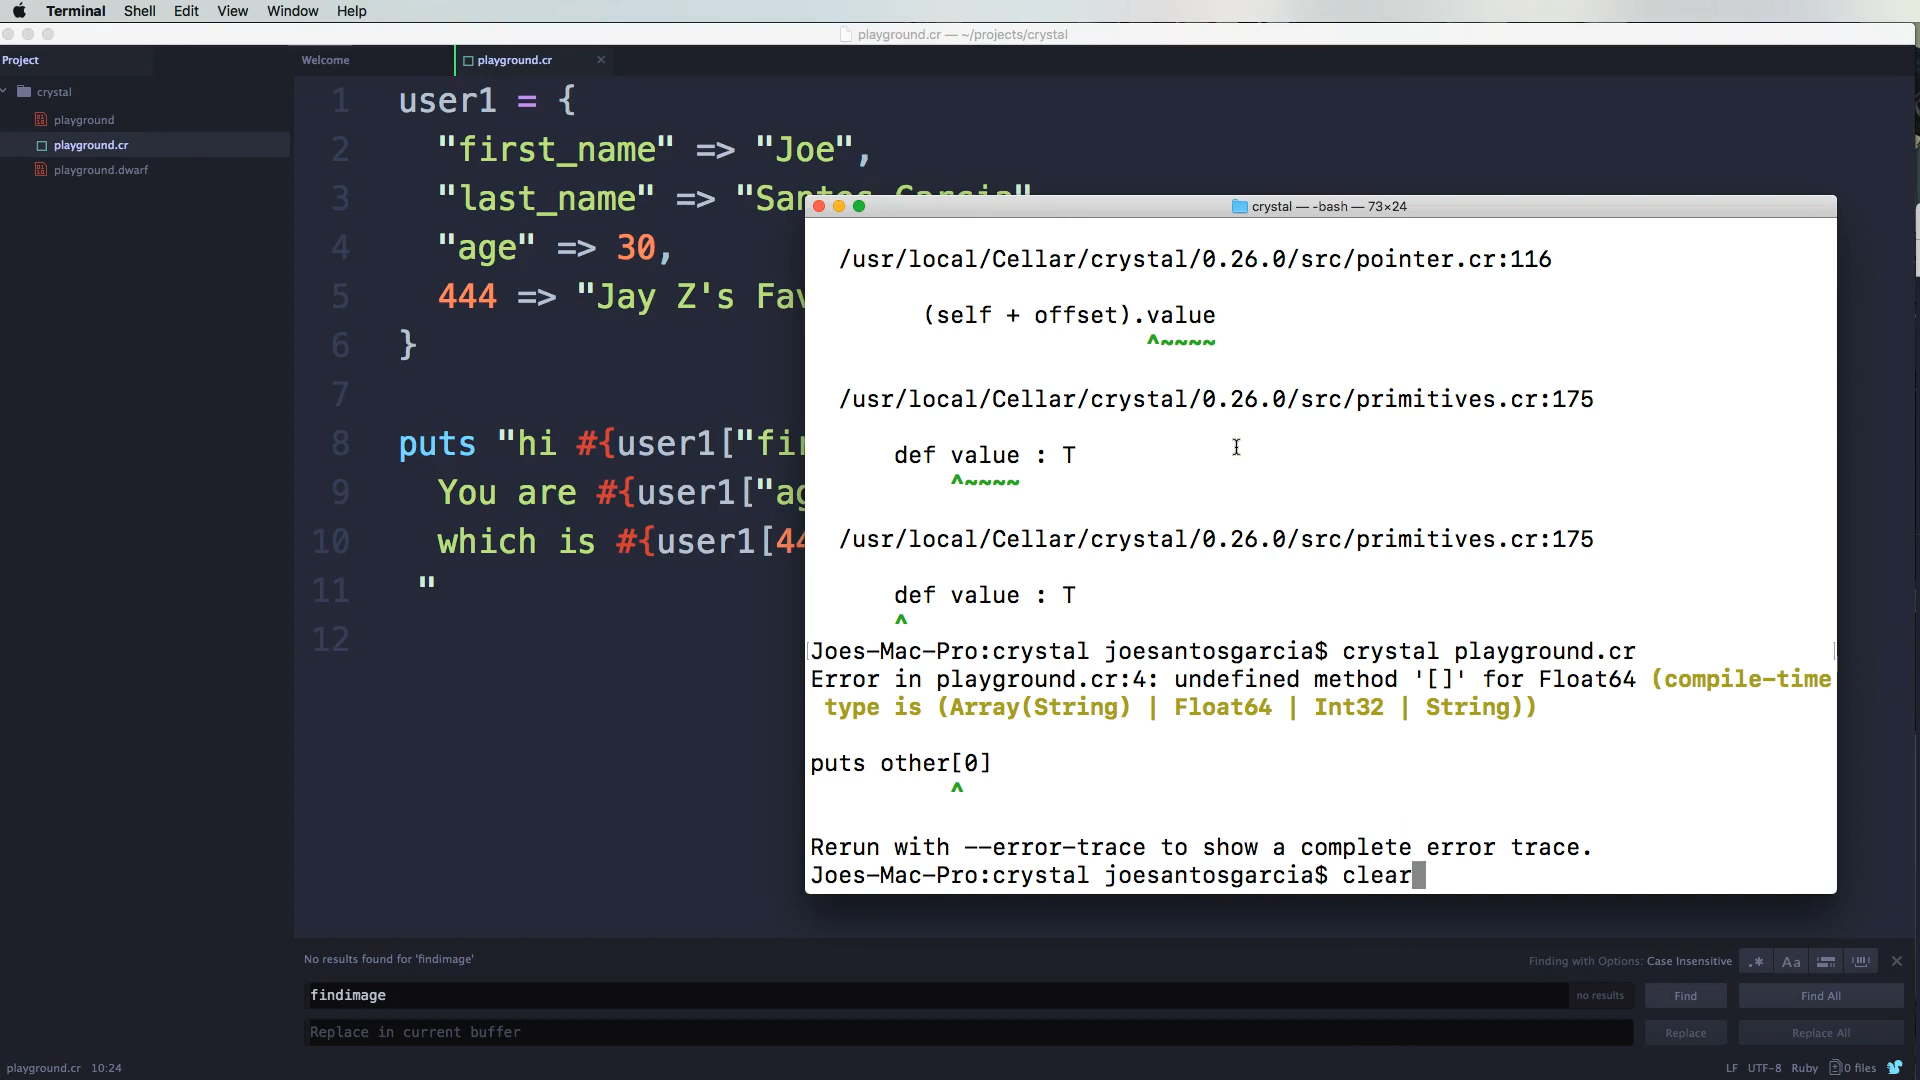 Terminal Shell Edit View Window Help
playground.cr — ~/projects/crystal
Project
Welcome
playground.cr
crystal
playground
playground.cr
playground.dwarf
1 user1 = {
2 "first_name" => "Joe",
3 "last_name" => "Santos Garcia"
4 "age" => 30,
5 444 => "Jay Z's Fav
6 }
7
8 puts "hi #{user1["fir
9 You are #{user1["ag
10 which is #{user1[44
11 "
12
crystal — -bash — 73×24
/usr/local/Cellar/crystal/0.26.0/src/pointer.cr:116
(self + offset).value
^~~~~
/usr/local/Cellar/crystal/0.26.0/src/primitives.cr:175
def value : T
^~~~~
/usr/local/Cellar/crystal/0.26.0/src/primitives.cr:175
def value : T
^
Joes-Mac-Pro:crystal joesantosgarcia$ crystal playground.cr
Error in playground.cr:4: undefined method '[]' for Float64 (compile-time
type is (Array(String) | Float64 | Int32 | String))
puts other[0]
^
Rerun with --error-trace to show a complete error trace.
Joes-Mac-Pro:crystal joesantosgarcia$ clear
No results found for 'findimage'
Finding with Options: Case Insensitive
.* Aa
findimage
no results
Find
Find All
Replace in current buffer
Replace
Replace All
playground.cr 10:24
LF UTF-8 Ruby 0 files